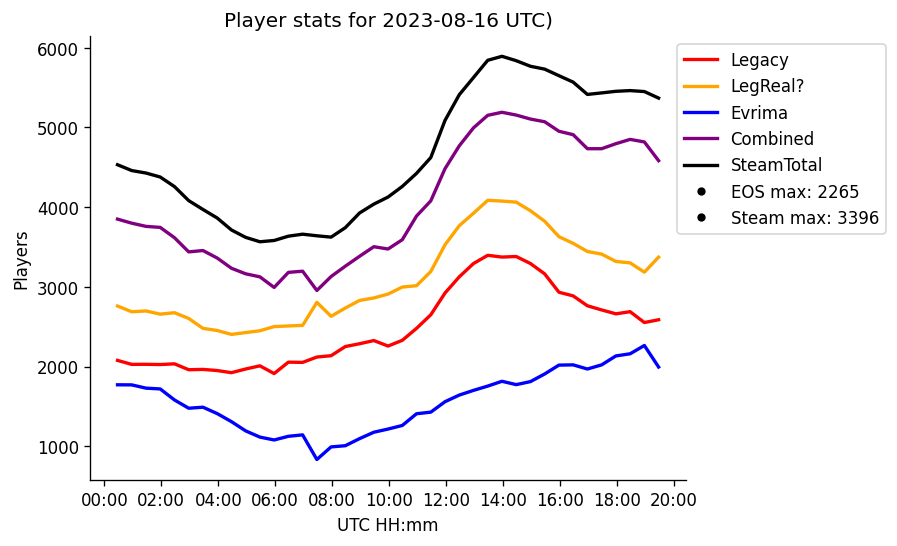 Player stats for 2023-08-16 UTC)
6000
5000
4000
3000
2000
1000
Players
00:00 02:00 04:00 06:00 08:00 10:00 12:00 14:00 16:00 18:00 20:00
UTC HH:mm
Legacy
LegReal?
Evrima
Combined
SteamTotal
EOS max: 2265
Steam max: 3396